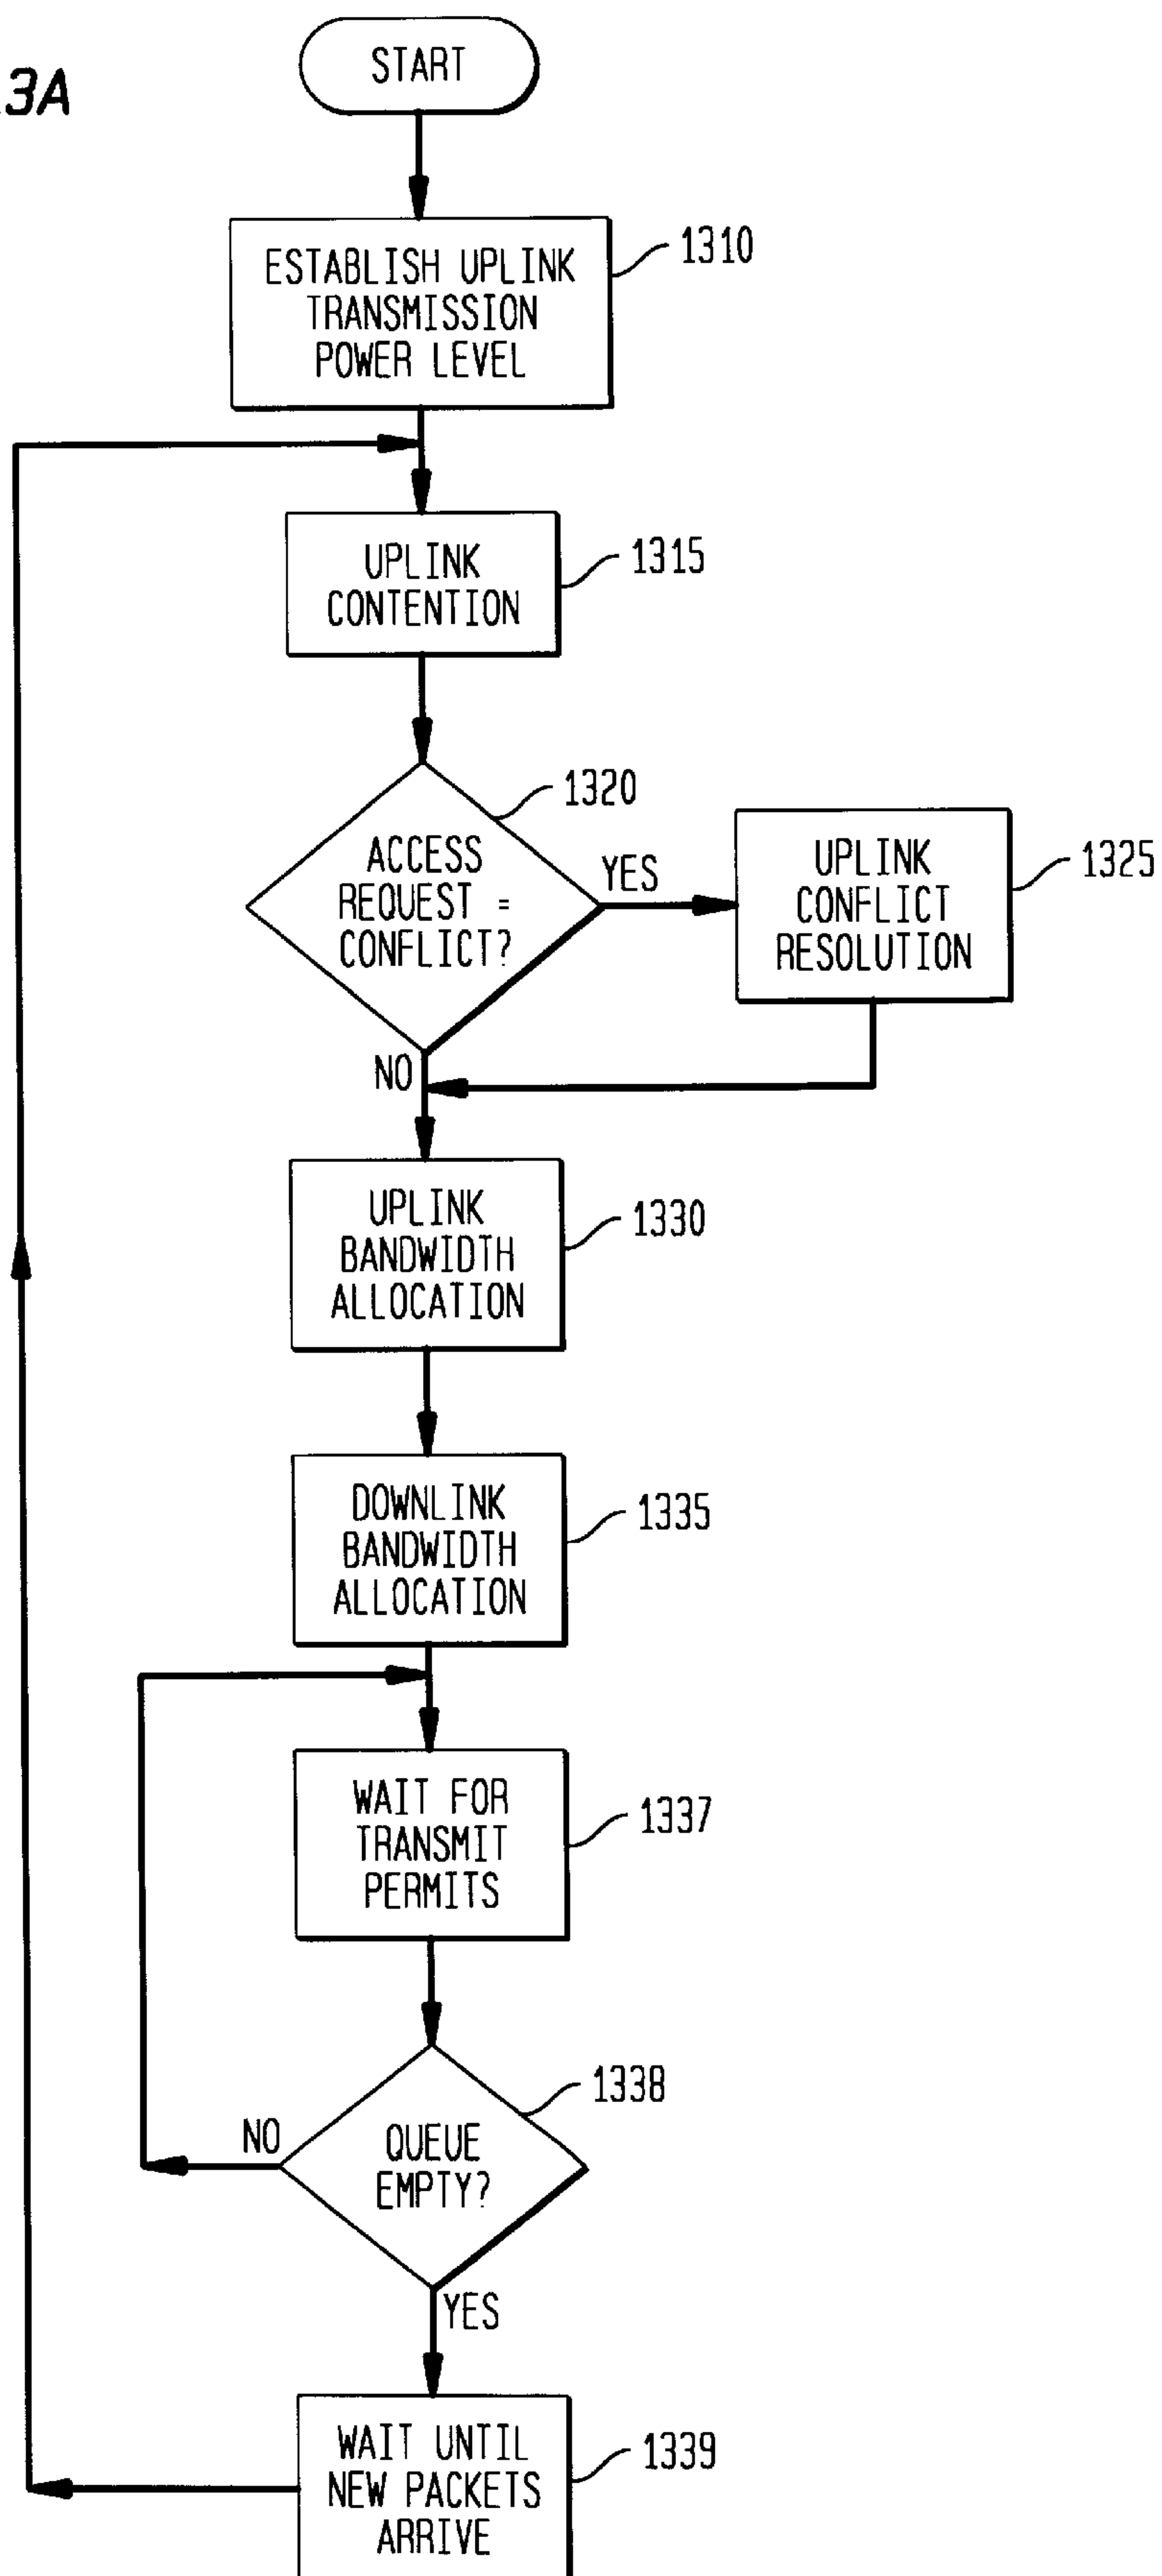 3A
START
ESTABLISH UPLINK
TRANSMISSION
POWER LEVEL
1310
UPLINK
CONTENTION
1315
ACCESS
REQUEST =
CONFLICT?
1320
YES
UPLINK
CONFLICT
RESOLUTION
1325
NO
UPLINK
BANDWIDTH
ALLOCATION
1330
DOWNLINK
BANDWIDTH
ALLOCATION
1335
WAIT FOR
TRANSMIT
PERMITS
1337
QUEUE
EMPTY?
1338
NO
YES
WAIT UNTIL
NEW PACKETS
ARRIVE
1339